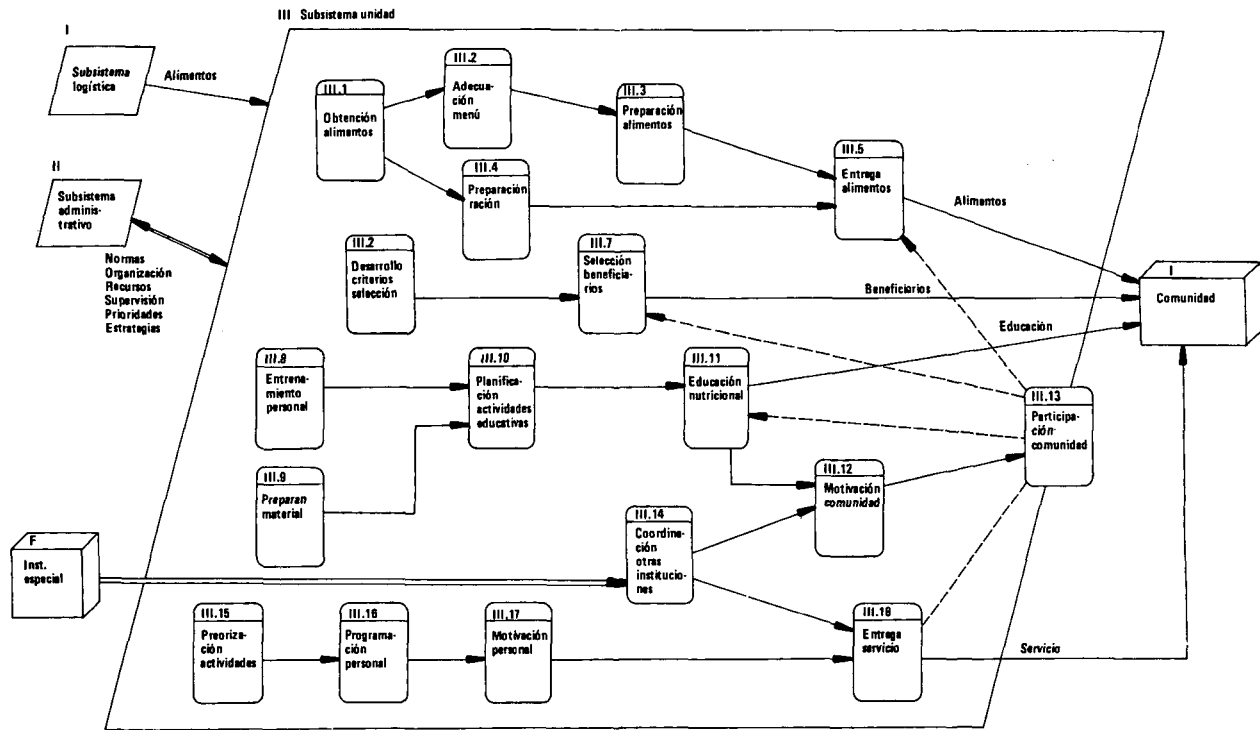 III Subsistema unidad
I
Subsistema
logística
Alimentos
II
Subsistema
adminis-
trativo
Normas
Organización
Recursos
Supervisión
Prioridades
Estrategias
III.1
Obtención
alimentos
III.2
Adecua-
ción
menú
III.3
Preparación
alimentos
III.4
Preparación
ración
III.5
Entrega
alimentos
Alimentos
III.2
Desarrollo
criterios
selección
III.7
Selección
beneficia-
rios
Beneficiarios
I
Comunidad
Educación
III.8
Entrena-
miento
personal
III.10
Planifica-
ción
actividades
educativas
III.11
Educación
nutricional
III.13
Participa-
ción-
comunidad
III.9
Preparan
material
III.12
Motivación
comunidad
III.14
Coordina-
ción
otras
instituciones
F
Inst.
especial
III.15
Preorización
actividades
III.16
Programa-
ción
personal
III.17
Motivación
personal
III.18
Entrega
servicio
Servicio